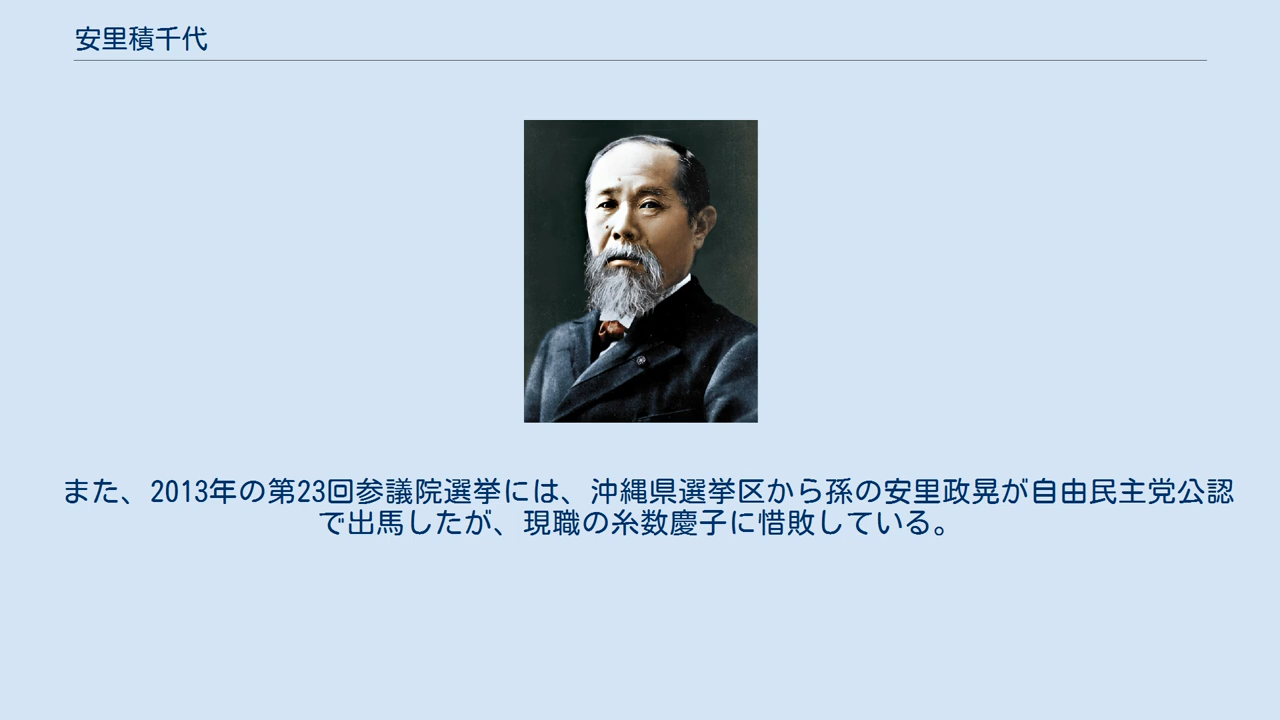 安里積千代
また、2013年の第23回参議院選挙には、沖縄県選挙区から孫の安里政晃が自由民主党公認
で出馬したが、現職の糸数慶子に惜敗している。